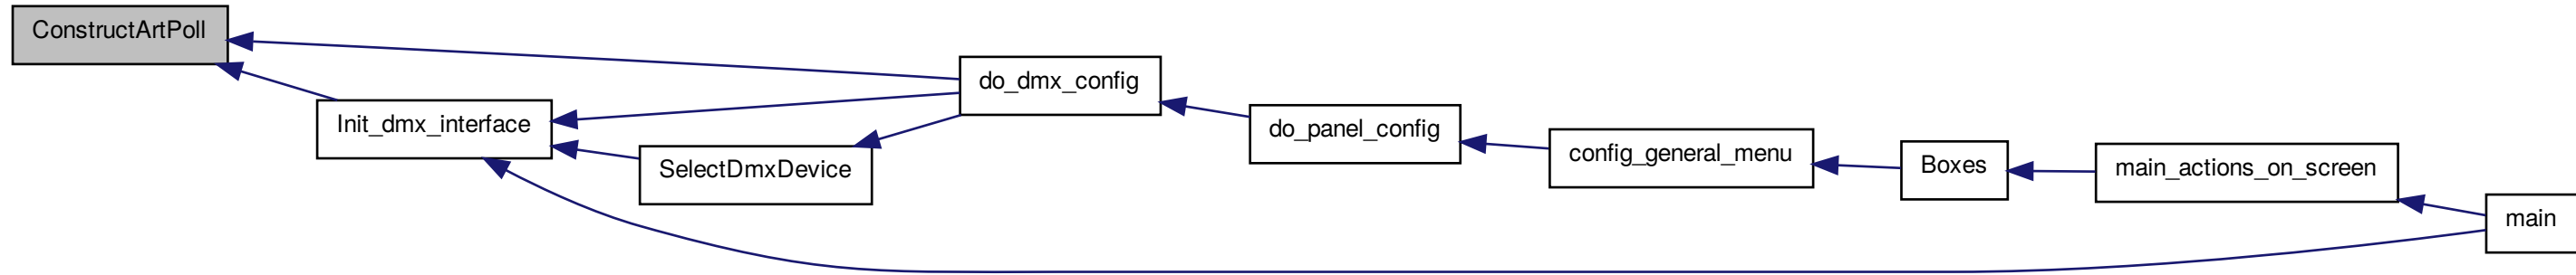 ConstructArtPoll
Init_dmx_interface
SelectDmxDevice
do_dmx_config
do_panel_config
config_general_menu
Boxes
main_actions_on_screen
main